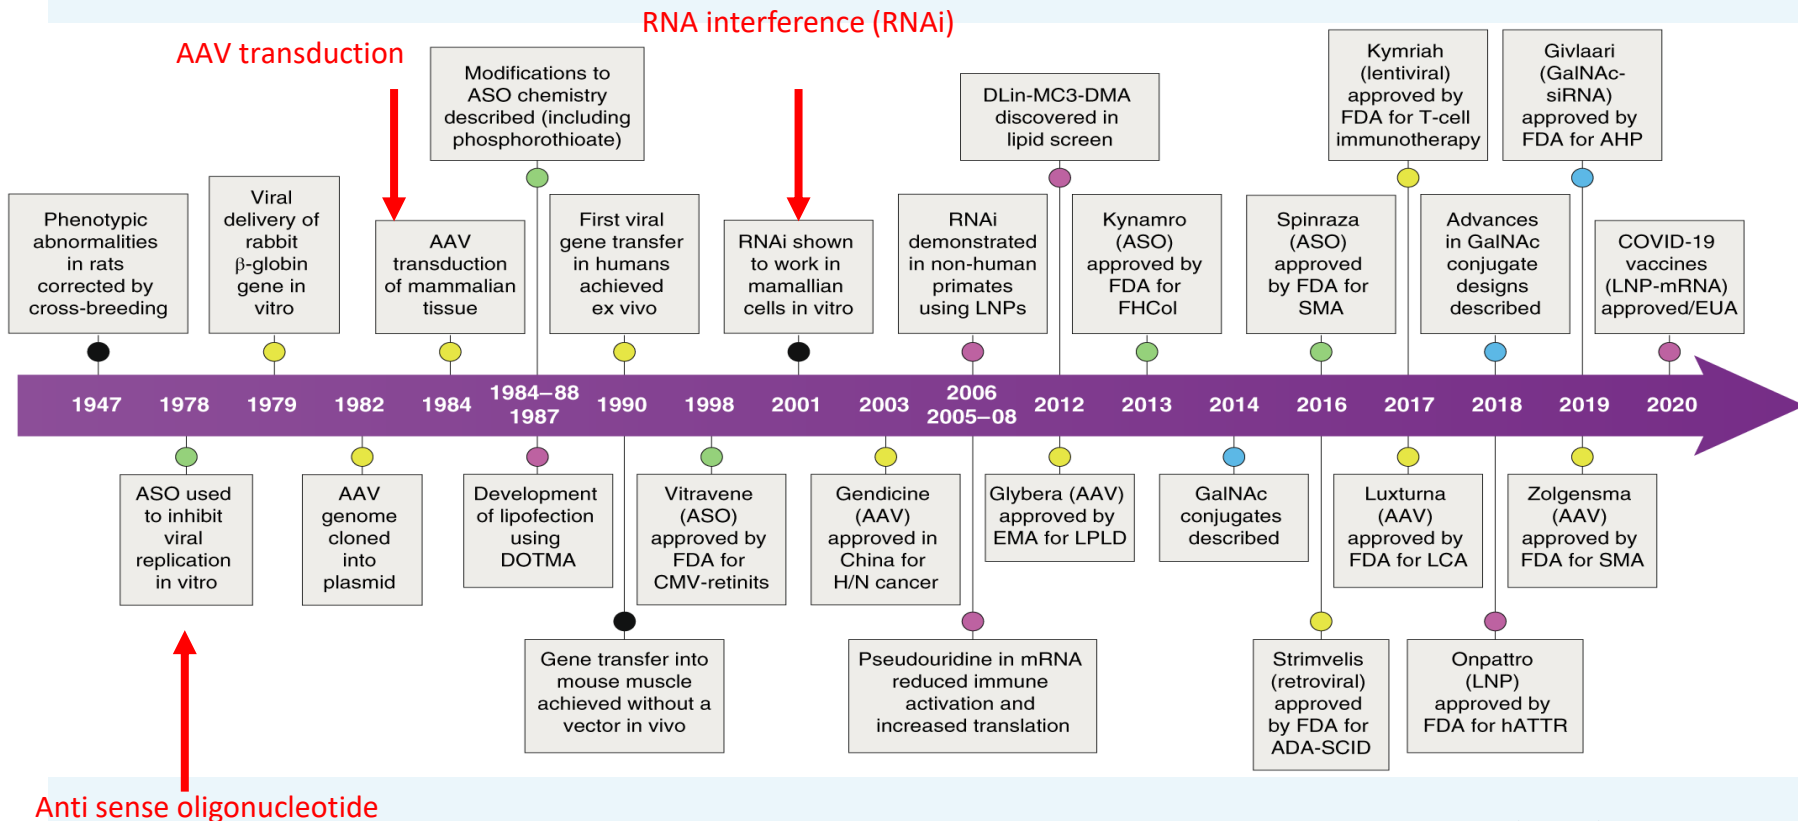 RNA interference (RNAi)
AAV transduction
Modifications to
ASO chemistry
described (including
phosphorothioate)
DLin-MC3-DMA
discovered in
lipid screen
Kymriah
(lentiviral)
approved by
FDA for T-cell
immunotherapy
Givlaari
(GalNAc-
siRNA)
approved by
FDA for AHP
Phenotypic
abnormalities
in rats
corrected by
cross-breeding
Viral
delivery of
rabbit
β-globin
gene in
vitro
AAV
transduction
of mammalian
tissue
First viral
gene transfer
in humans
achieved
ex vivo
RNAi shown
to work in
mamallian
cells in vitro
RNAi
demonstrated
in non-human
primates
using LNPs
Kynamro
(ASO)
approved by
FDA for
FHCol
Spinraza
(ASO)
approved
by FDA for
SMA
Advances
in GalNAc
conjugate
designs
described
COVID-19
vaccines
(LNP-mRNA)
approved/EUA
1947
1978
1979
1982
1984
1984–88
1987
1990
1998
2001
2003
2006
2005–08
2012
2013
2014
2016
2017
2018
2019
2020
ASO used
to inhibit
viral
replication
in vitro
AAV
genome
cloned
into
plasmid
Development
of lipofection
using
DOTMA
Vitravene
(ASO)
approved by
FDA for
CMV-retinits
Gendicine
(AAV)
approved in
China for
H/N cancer
Glybera (AAV)
approved by
EMA for LPLD
GalNAc
conjugates
described
Luxturna
(AAV)
approved by
FDA for LCA
Zolgensma
(AAV)
approved by
FDA for SMA
Gene transfer into
mouse muscle
achieved without a
vector in vivo
Pseudouridine in mRNA
reduced immune
activation and
increased translation
Strimvelis
(retroviral)
approved
by FDA for
ADA-SCID
Onpattro
(LNP)
approved by
FDA for hATTR
Anti sense oligonucleotide